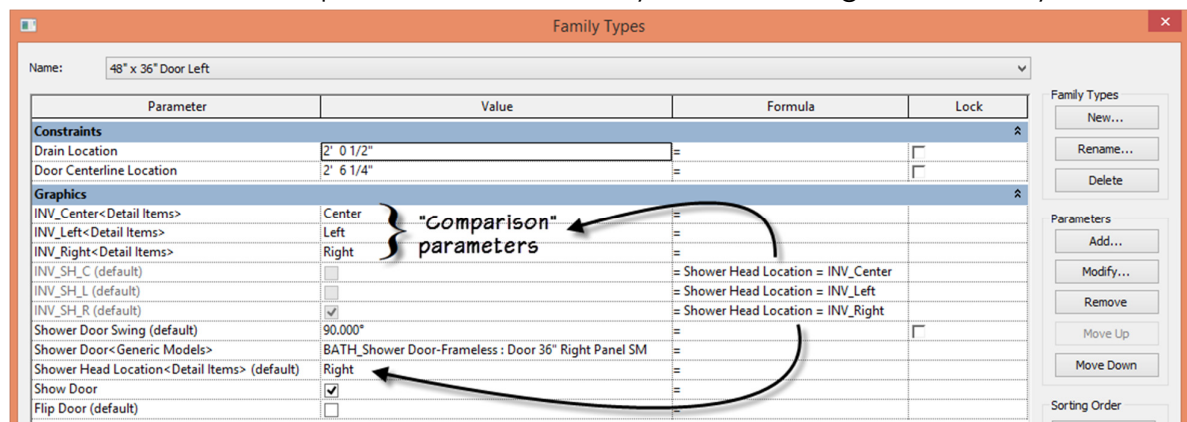 Family Types
Name: 48" x 36" Door Left
Parameter Value Formula Lock
Constraints
Drain Location 2' 0 1/2" =
Door Centerline Location 2' 6 1/4" =
Graphics
INV_Center<Detail Items> Center =
INV_Left<Detail Items> Left =
INV_Right<Detail Items> Right =
"Comparison"
parameters
INV_SH_C (default) = Shower Head Location = INV_Center
INV_SH_L (default) = Shower Head Location = INV_Left
INV_SH_R (default) = Shower Head Location = INV_Right
Shower Door Swing (default) 90.000° =
Shower Door<Generic Models> BATH_Shower Door-Frameless : Door 36" Right Panel SM =
Shower Head Location<Detail Items> (default) Right =
Show Door =
Flip Door (default) =
Family Types
New...
Rename...
Delete
Parameters
Add...
Modify...
Remove
Move Up
Move Down
Sorting Order